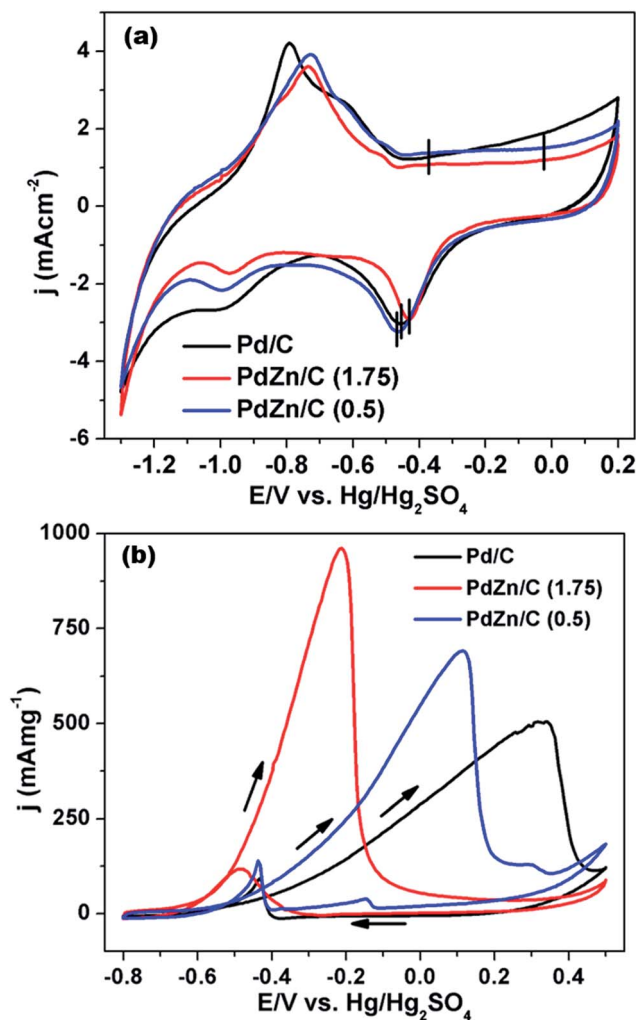 (a)
4
2
0
-2
-4
-6
j (mAcm⁻²)
Pd/C
PdZn/C (1.75)
PdZn/C (0.5)
-1.2 -1.0 -0.8 -0.6 -0.4 -0.2 0.0 0.2
E/V vs. Hg/Hg₂SO₄
(b)
1000
750
500
250
0
j (mAmg⁻¹)
Pd/C
PdZn/C (1.75)
PdZn/C (0.5)
-0.8 -0.6 -0.4 -0.2 0.0 0.2 0.4
E/V vs. Hg/Hg₂SO₄